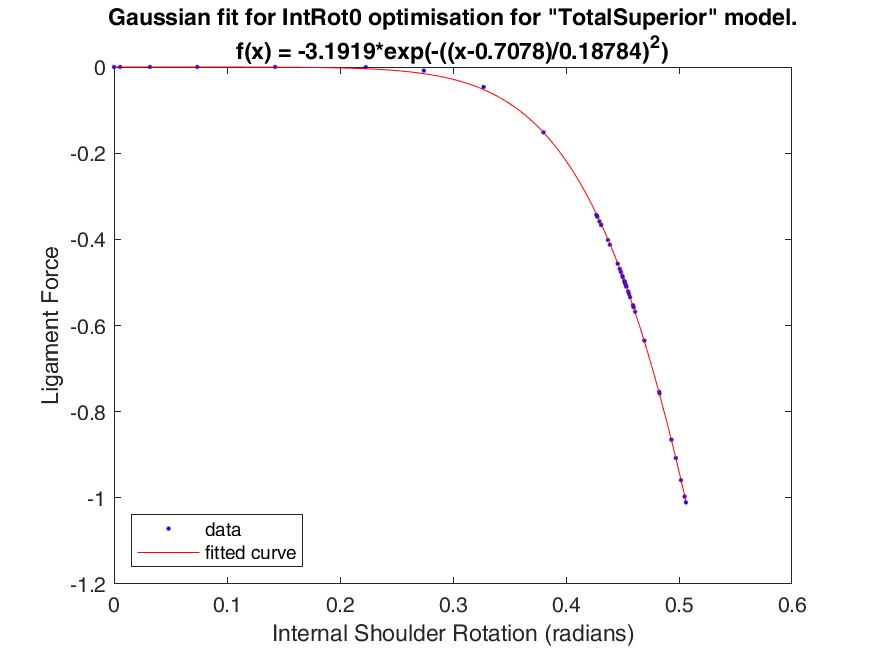 Gaussian fit for IntRot0 optimisation for "TotalSuperior" model.
f(x) = -3.1919*exp(-((x-0.7078)/0.18784)^2)
0
-0.2
-0.4
-0.6
-0.8
-1
-1.2
Ligament Force
data
fitted curve
0 0.1 0.2 0.3 0.4 0.5 0.6
Internal Shoulder Rotation (radians)